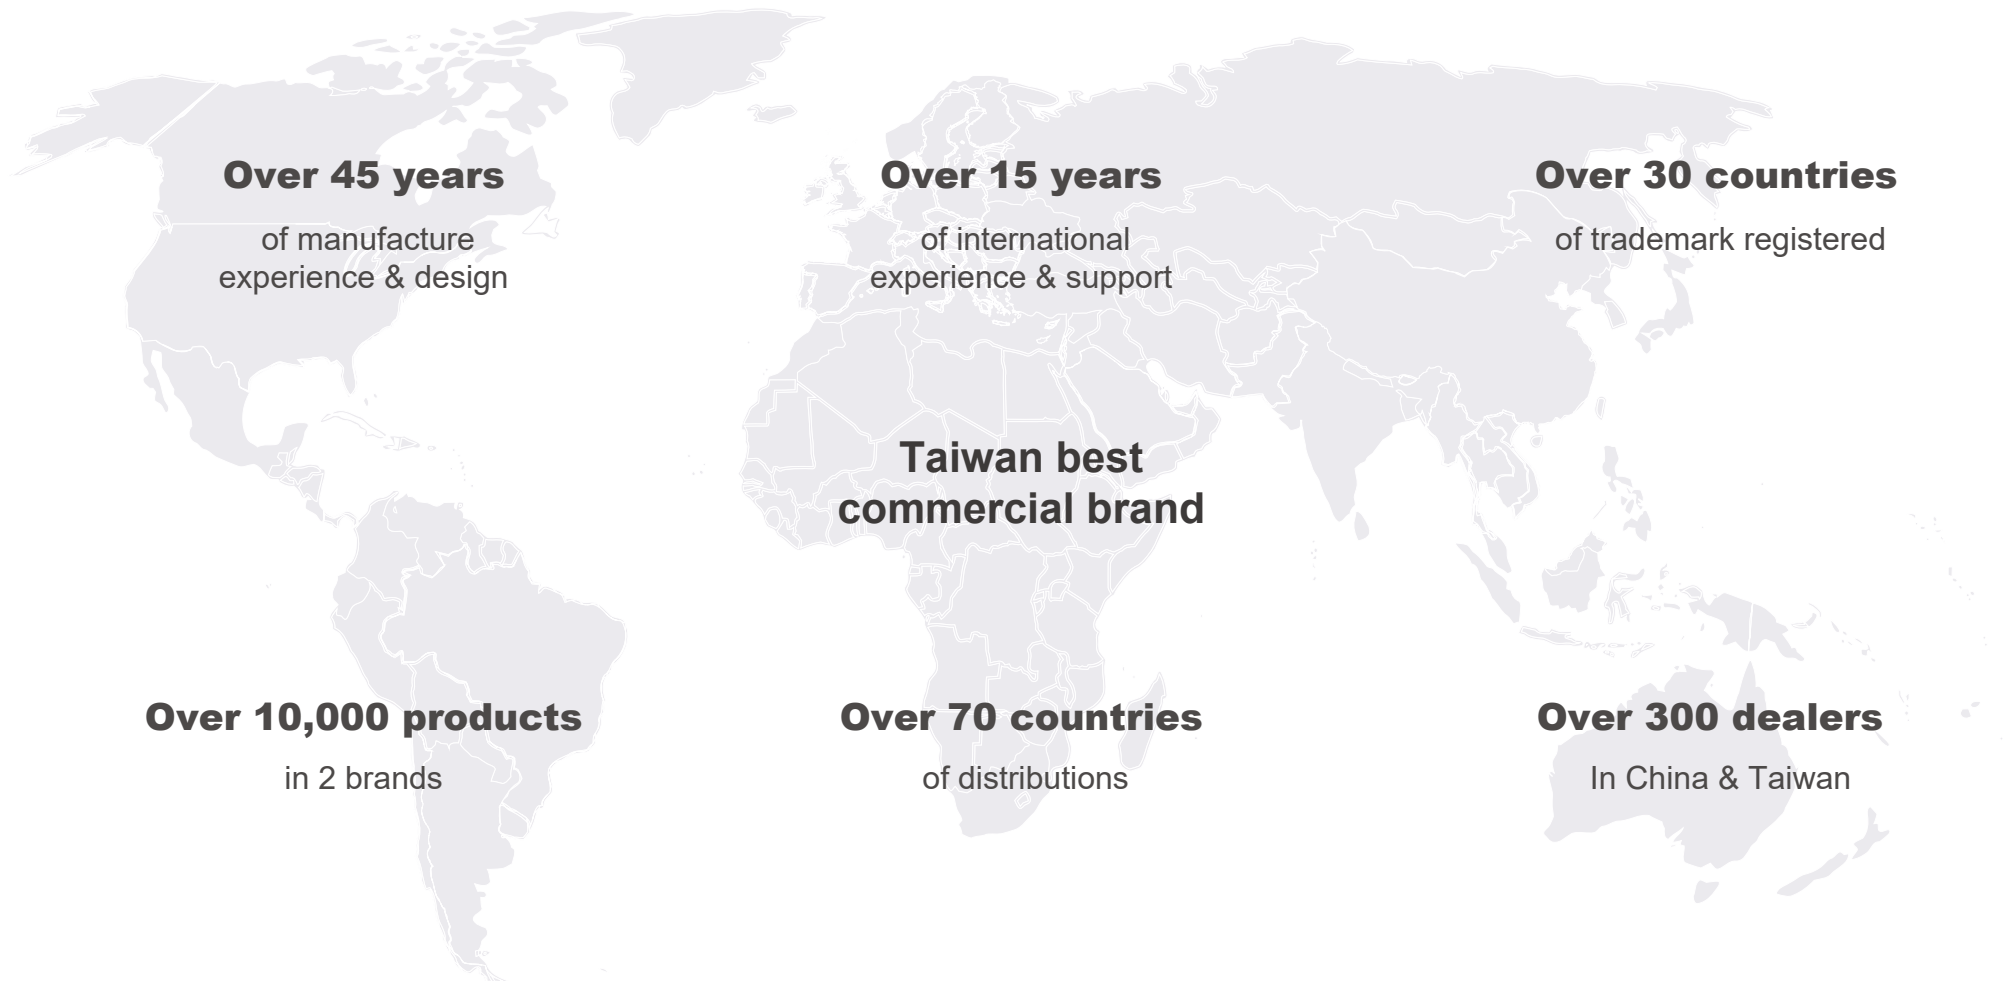 Over 45 years
of manufacture
experience & design
Over 15 years
of international
experience & support
Over 30 countries
of trademark registered
Taiwan best
commercial brand
Over 10,000 products
in 2 brands
Over 70 countries
of distributions
Over 300 dealers
In China & Taiwan